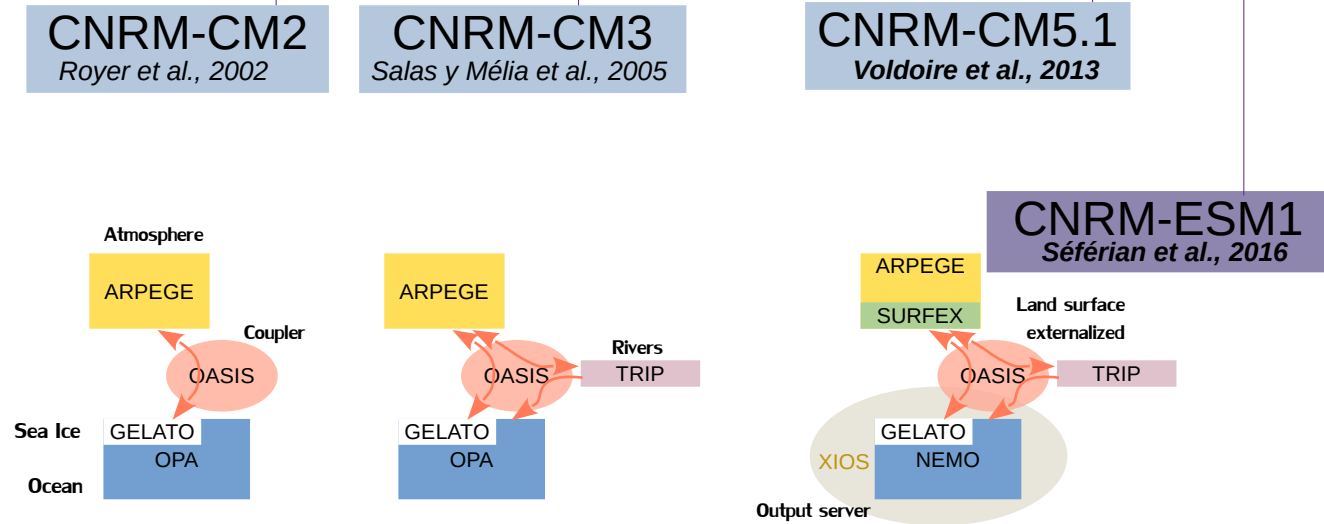 CNRM-CM2
Royer et al., 2002
CNRM-CM3
Salas y Mélia et al., 2005
CNRM-CM5.1
Voldoire et al., 2013
CNRM-ESM1
Séférian et al., 2016
Atmosphere
ARPEGE
Coupler
OASIS
Sea Ice
GELATO
OPA
Ocean
ARPEGE
Rivers
OASIS
TRIP
GELATO
OPA
ARPEGE
SURFEX
Land surface
externalized
OASIS
TRIP
GELATO
XIOS
NEMO
Output server